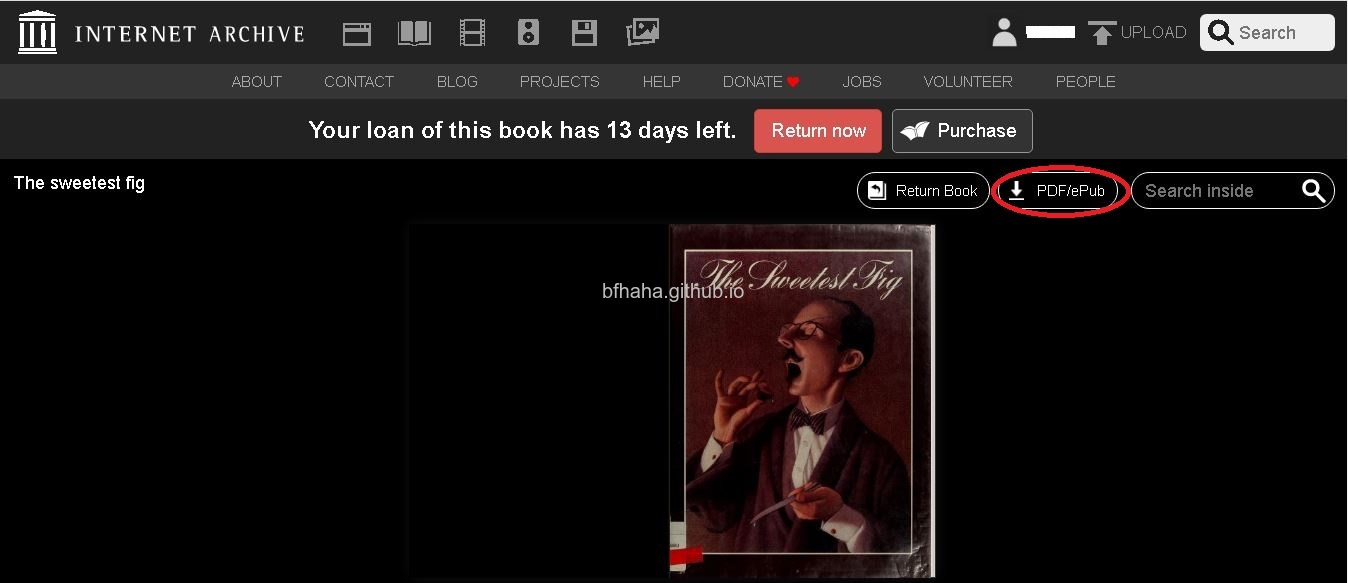 INTERNET ARCHIVE
UPLOAD
Search
ABOUT CONTACT BLOG PROJECTS HELP DONATE JOBS VOLUNTEER PEOPLE
Your loan of this book has 13 days left. Return now Purchase
The sweetest fig
Return Book PDF/ePub Search inside
The Sweetest Fig
bfhaha.github.io